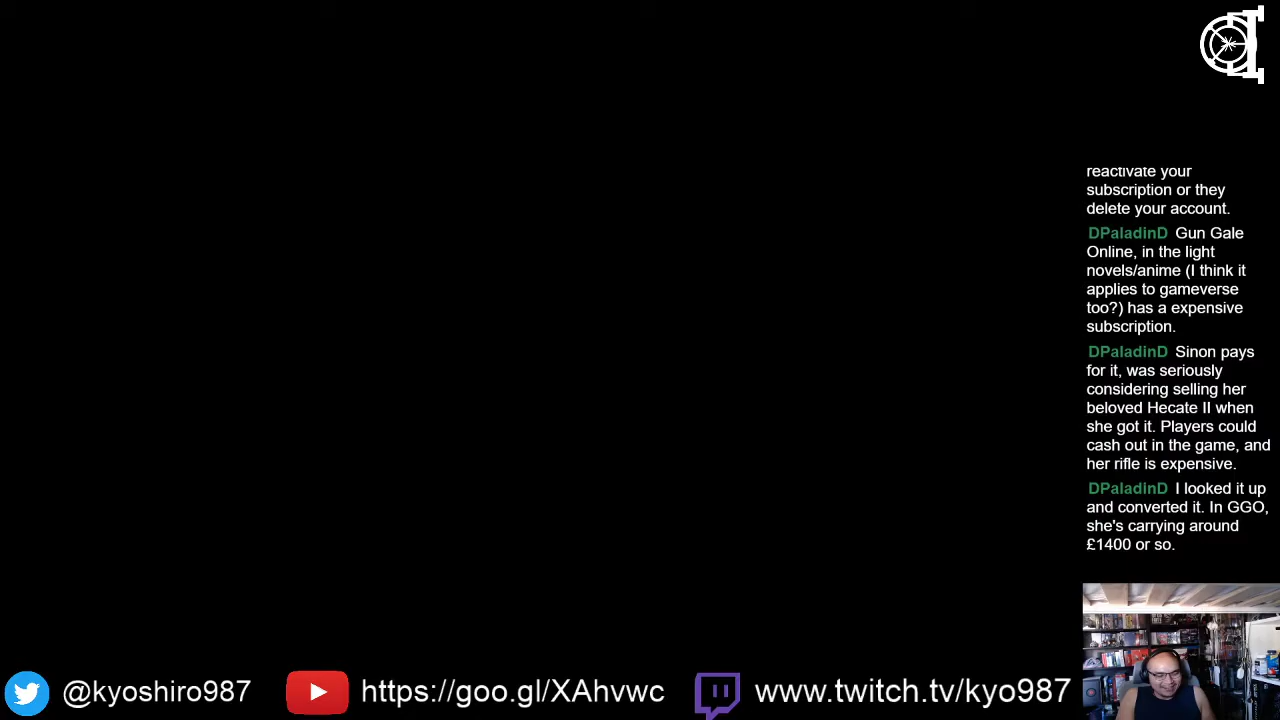 reactivate your
subscription or they
delete your account.
DPaladinD Gun Gale
Online, in the light
novels/anime (I think it
applies to gameverse
too?) has a expensive
subscription.
DPaladinD Sinon pays
for it, was seriously
considering selling her
beloved Hecate II when
she got it. Players could
cash out in the game, and
her rifle is expensive.
DPaladinD I looked it up
and converted it. In GGO,
she's carrying around
£1400 or so.
@kyoshiro987
https://goo.gl/XAhvwc
www.twitch.tv/kyo987